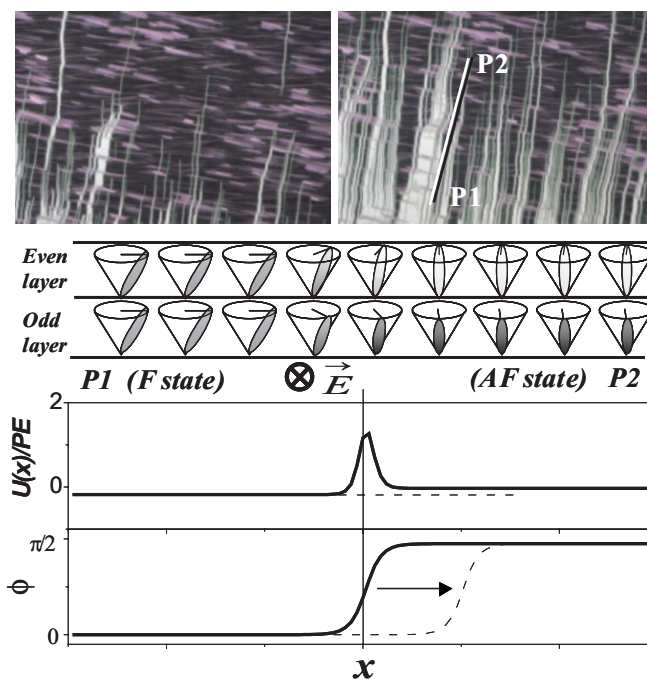 P2
P1
Even
layer
Odd
layer
P1 (F state) ⊗ E (AF state) P2
2
U(x)/PE
0
π/2
ϕ
0
x